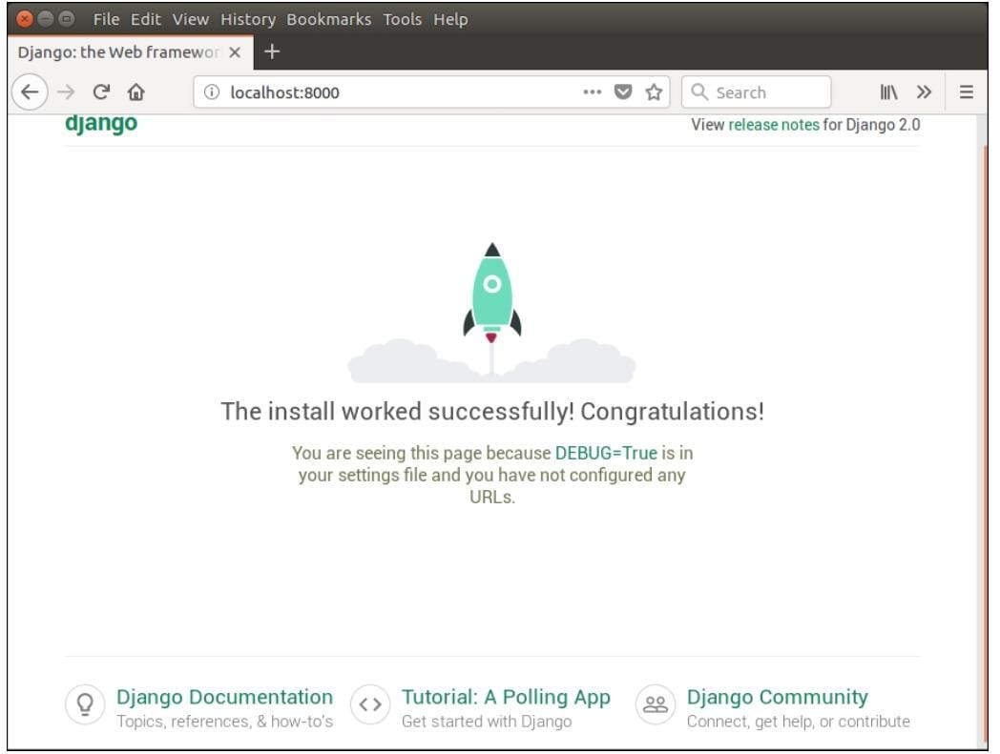 File Edit View History Bookmarks Tools Help
Django: the Web framewor
localhost:8000
Search
django
View release notes for Django 2.0
The install worked successfully! Congratulations!
You are seeing this page because DEBUG=True is in
your settings file and you have not configured any
URLs.
Django Documentation
Topics, references, & how-to's
Tutorial: A Polling App
Get started with Django
Django Community
Connect, get help, or contribute